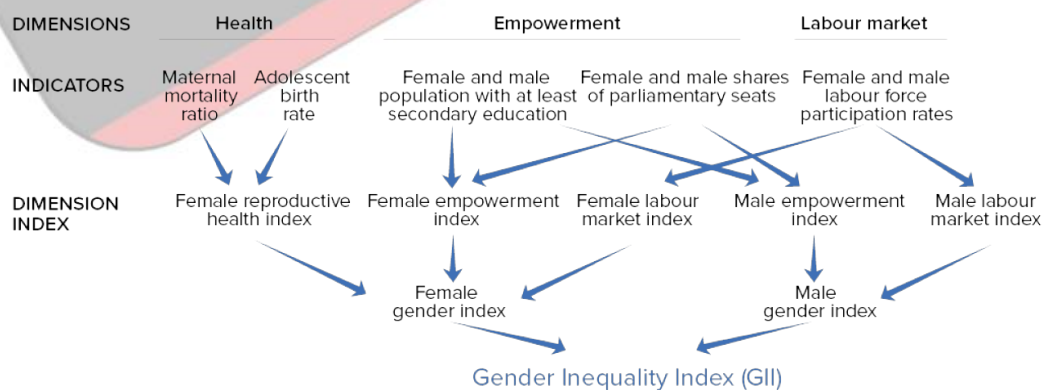 DIMENSIONS Health Empowerment Labour market
INDICATORS
Maternal mortality ratio
Adolescent birth rate
Female and male population with at least secondary education
Female and male shares of parliamentary seats
Female and male labour force participation rates
DIMENSION INDEX
Female reproductive health index
Female empowerment index
Female labour market index
Male empowerment index
Male labour market index
Female gender index
Male gender index
Gender Inequality Index (GII)